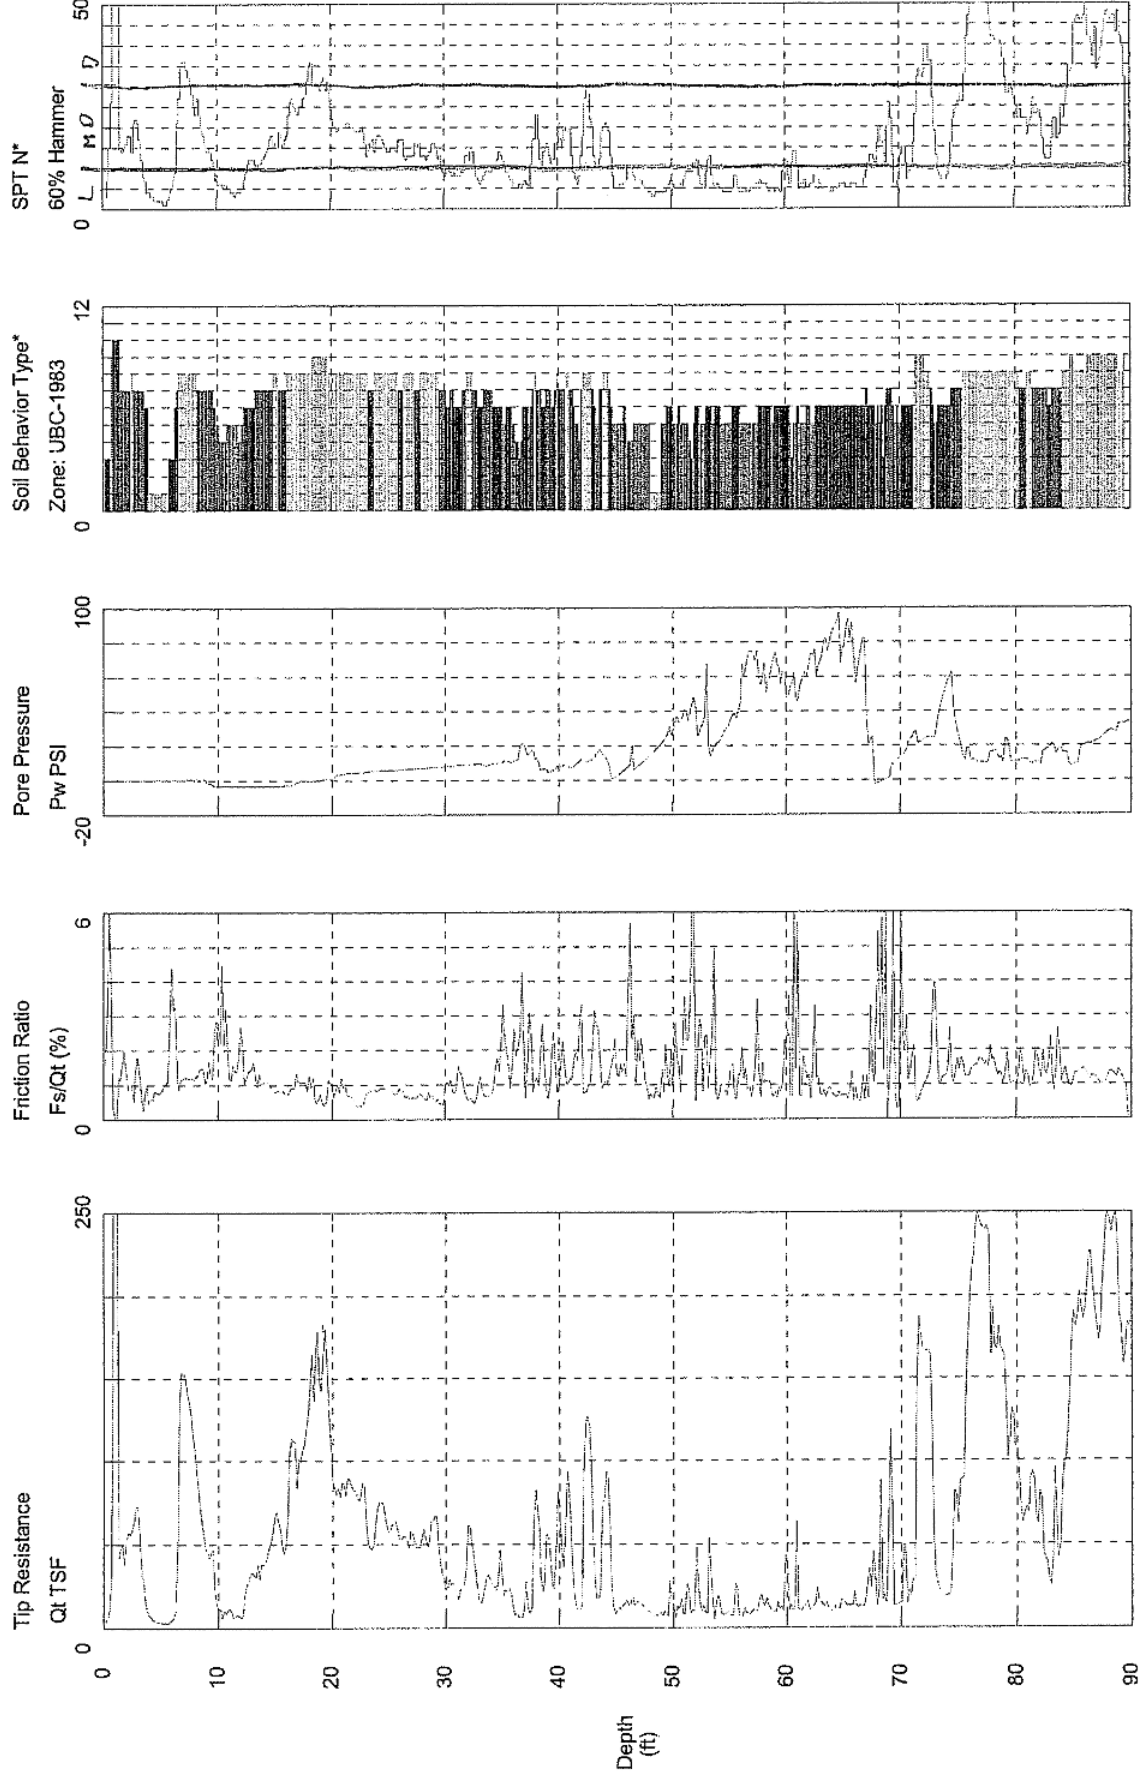 Tip Resistance
Qt TSF
0
250
Friction Ratio
Fs/Qt (%)
0
6
Pore Pressure
Pw PSI
-20
100
Soil Behavior Type*
Zone: UBC-1983
0
12
SPT N*
60% Hammer
0
50
L
MD
D
Depth
(ft)
0
10
20
30
40
50
60
70
80
90